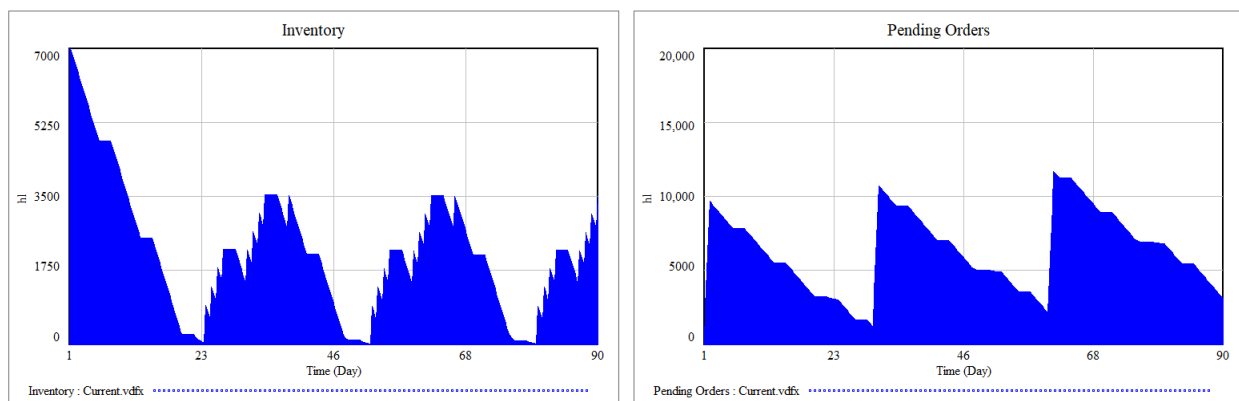 Inventory
7000
5250
3500
1750
0
hl
1 23 46 68 90
Time (Day)
Inventory : Current.vdfx
Pending Orders
20,000
15,000
10,000
5000
0
hl
1 23 46 68 90
Time (Day)
Pending Orders : Current.vdfx